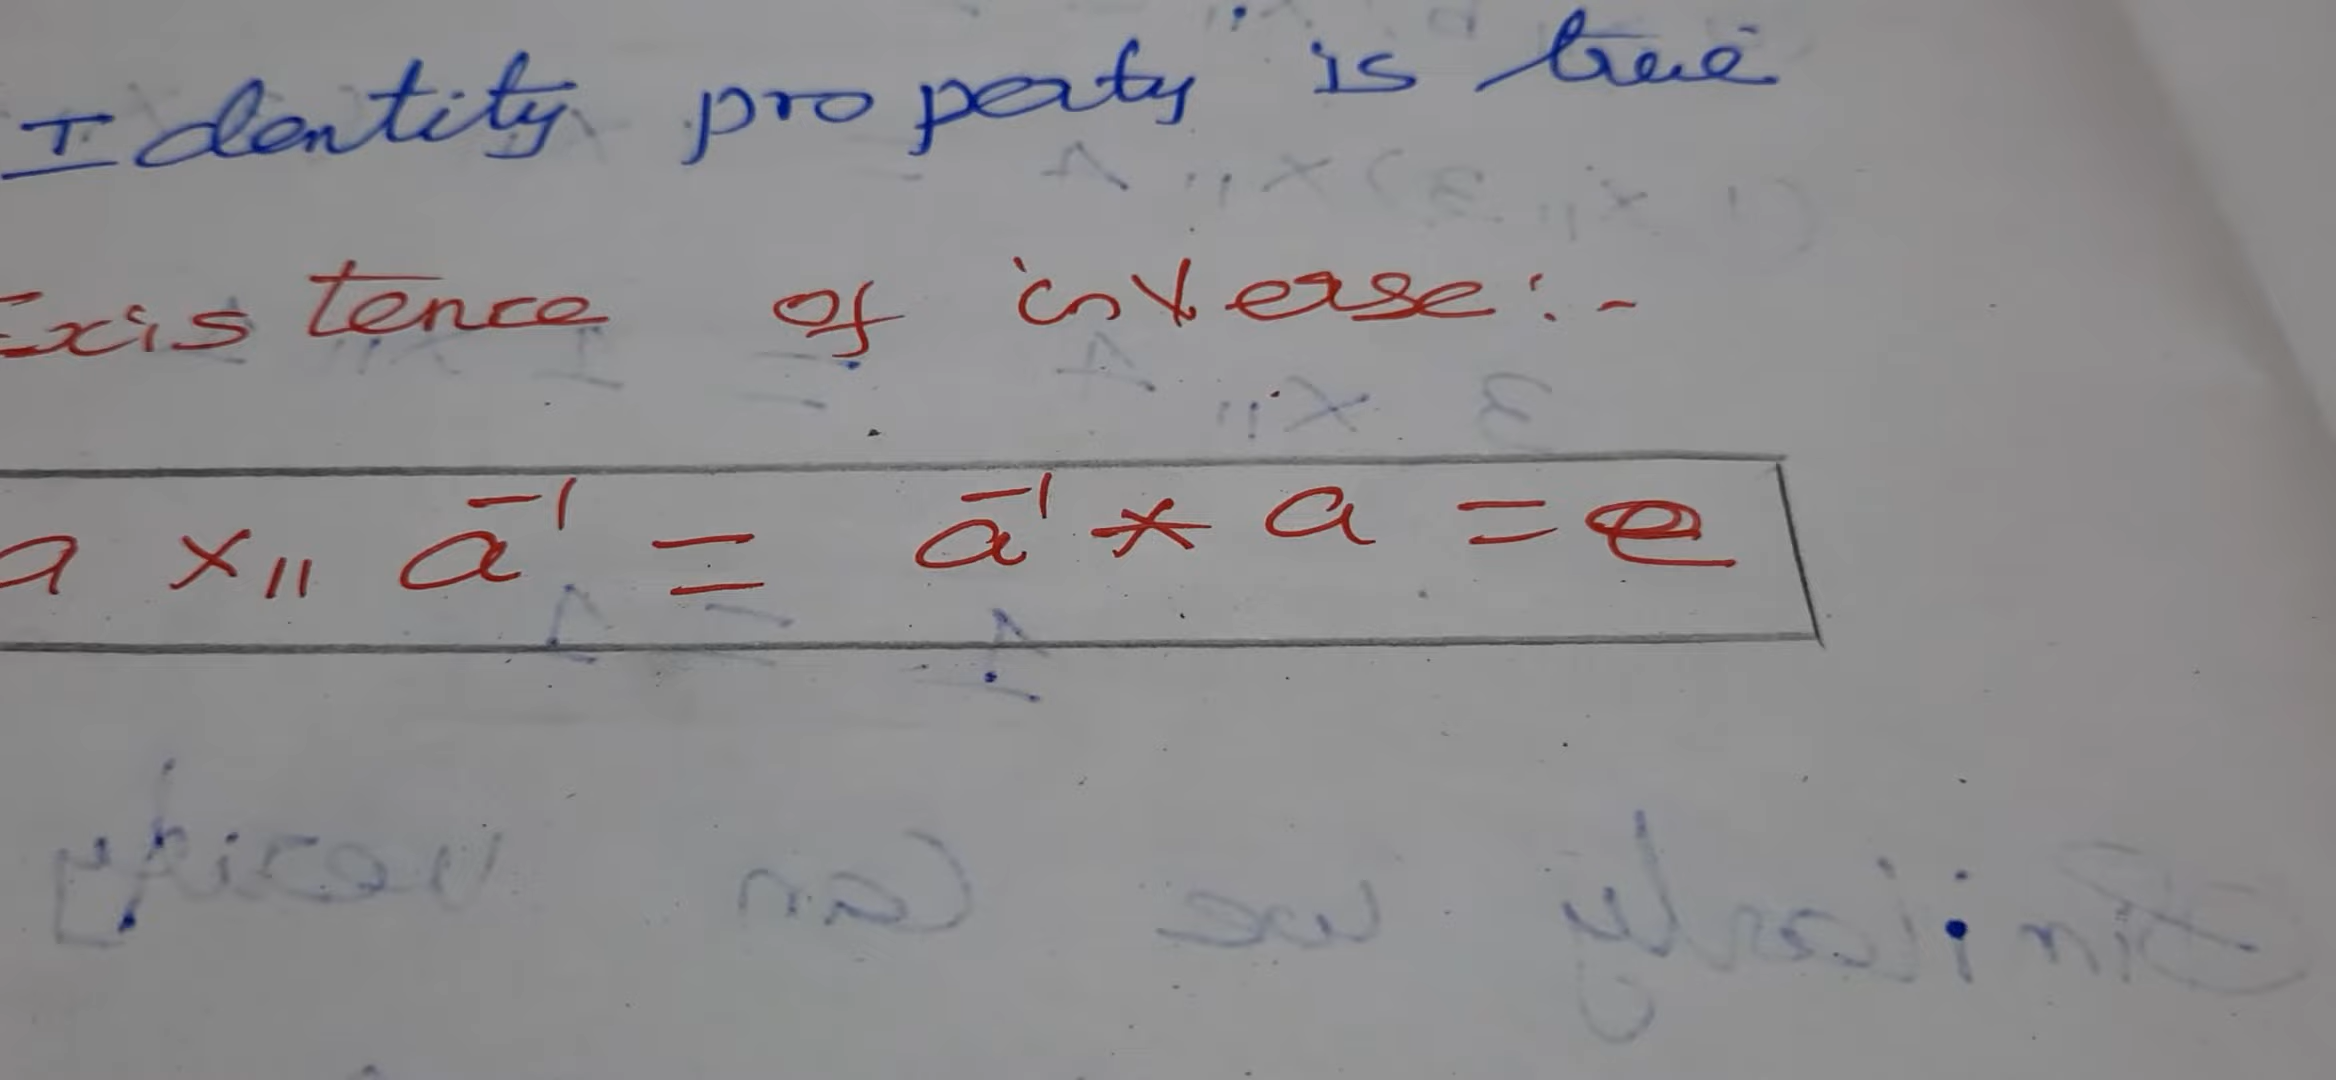 Identity property is true
Existence of inverse:-
a ×₁₁ a⁻¹ = a⁻¹ * a = e